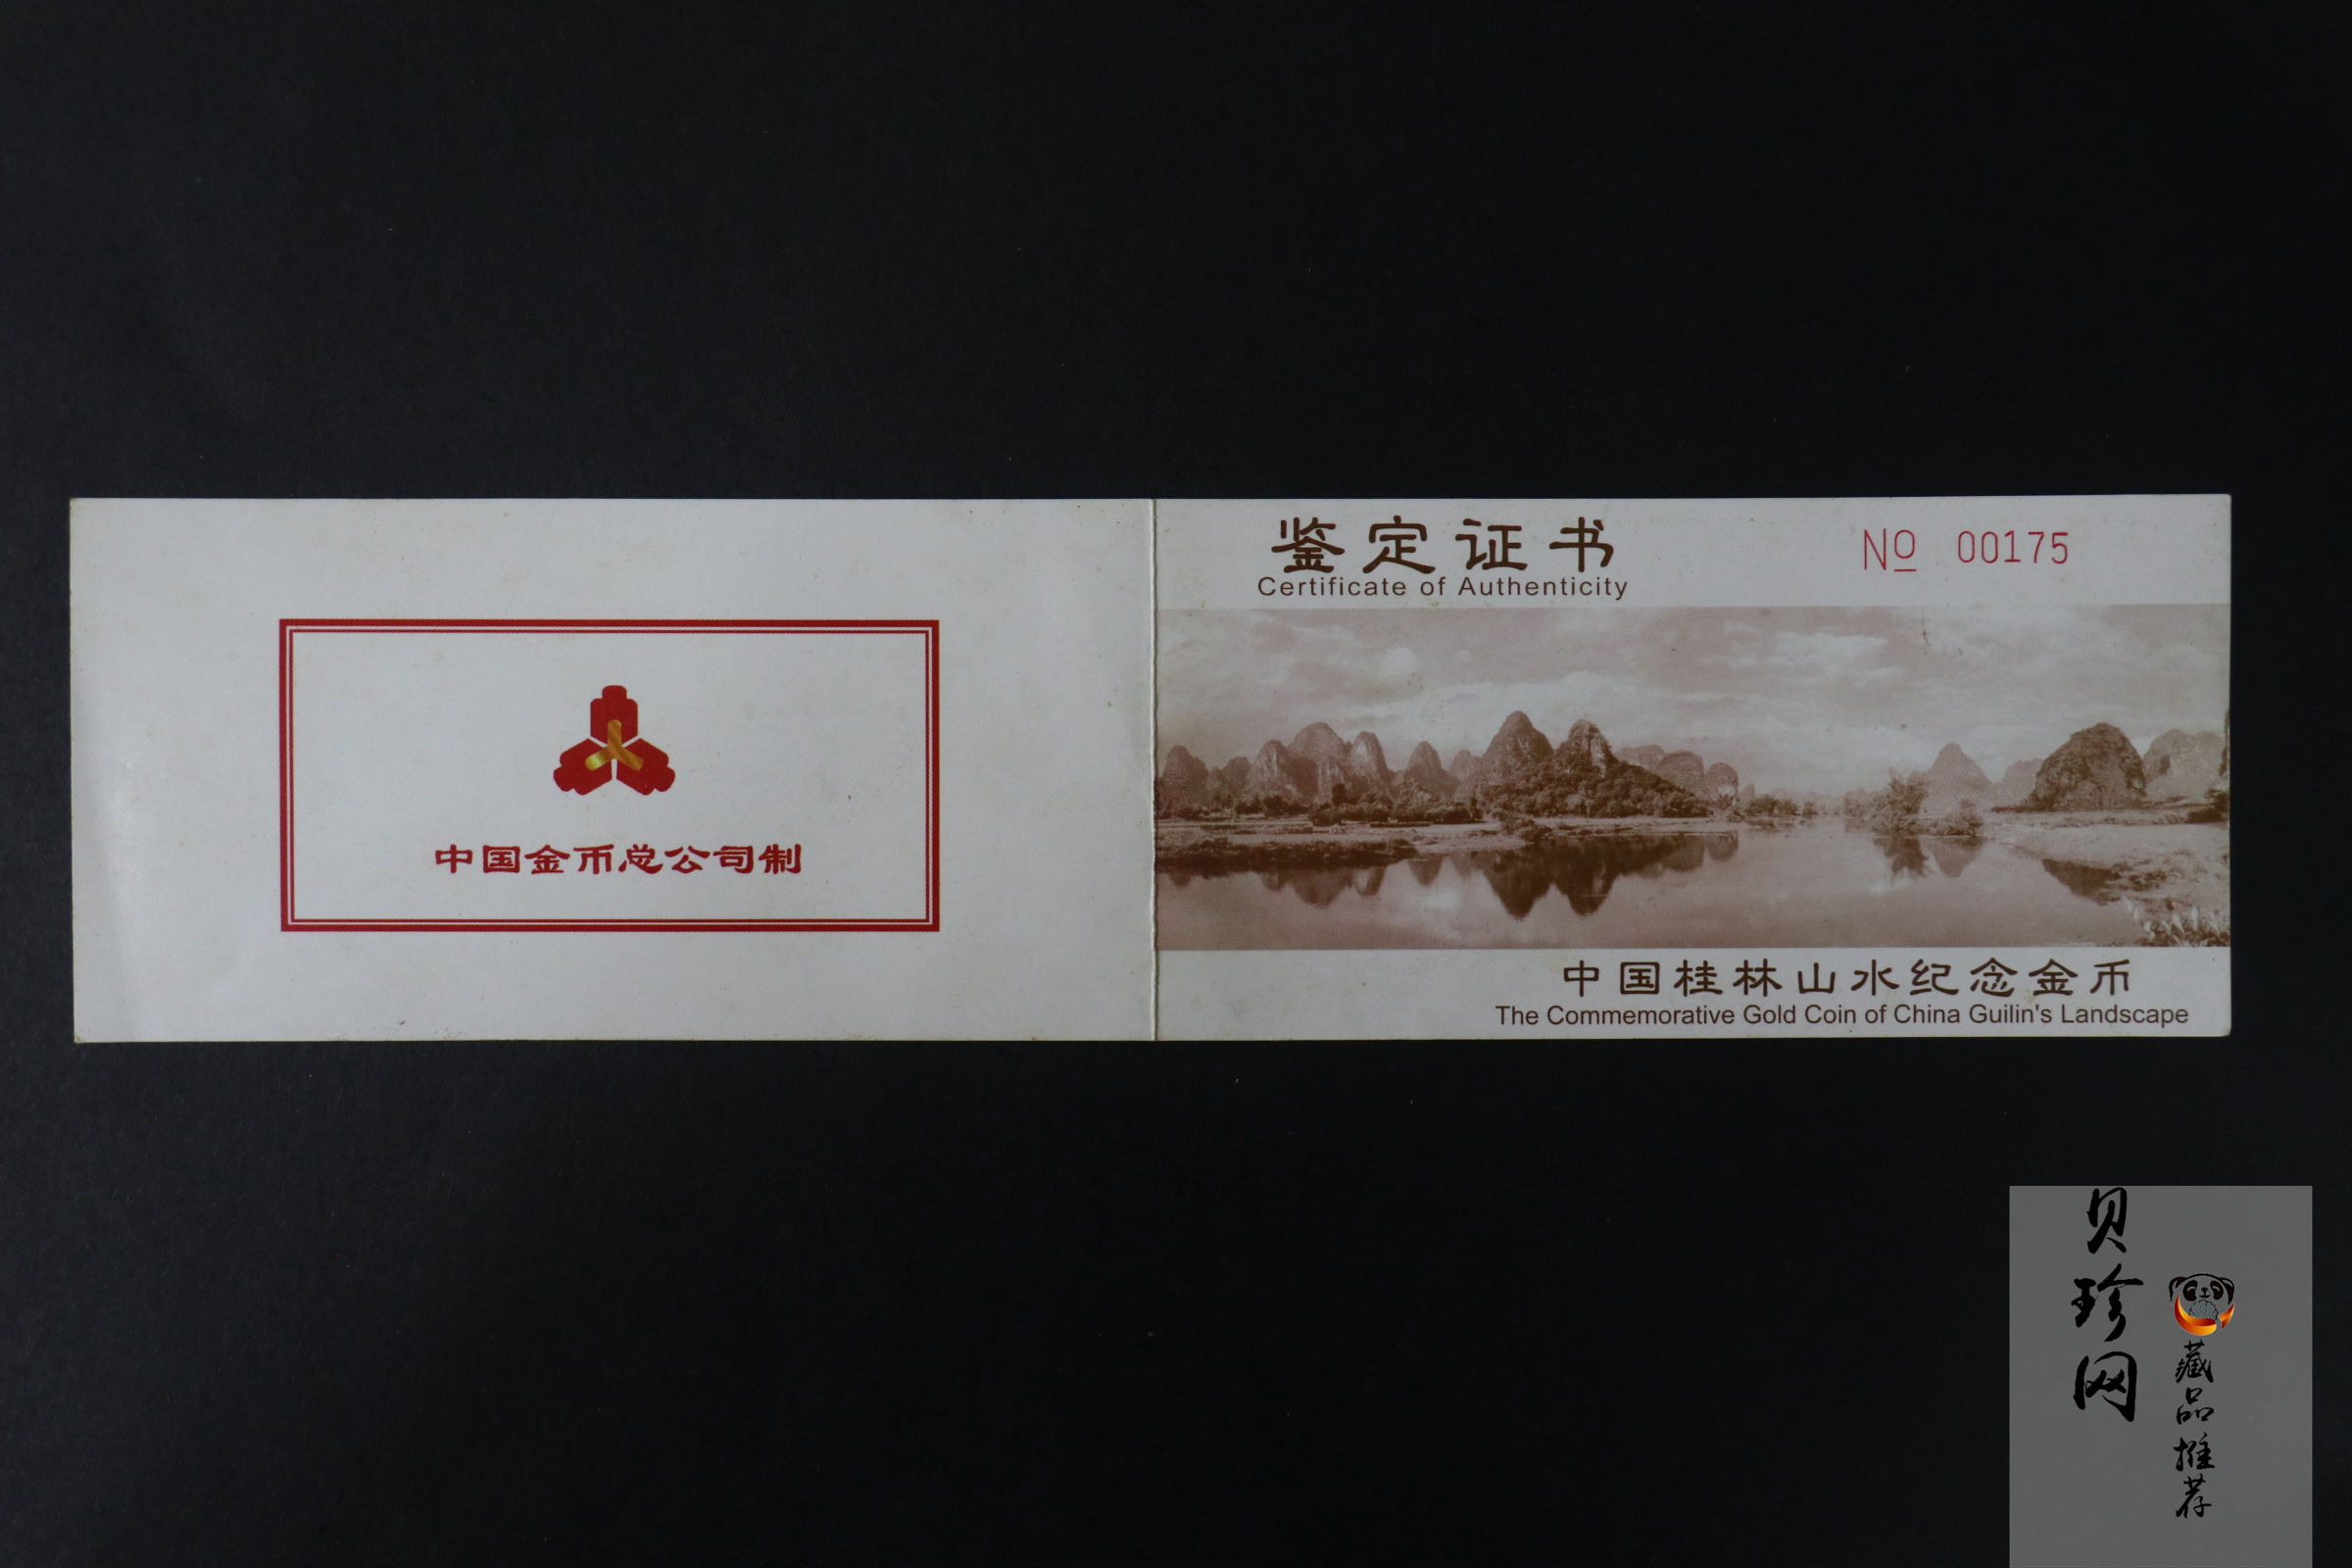 中国金币总公司制
鉴定证书
Certificate of Authenticity
№ 00175
中国桂林山水纪念金币
The Commemorative Gold Coin of China Guilin's Landscape
贝珍网
藏品推荐